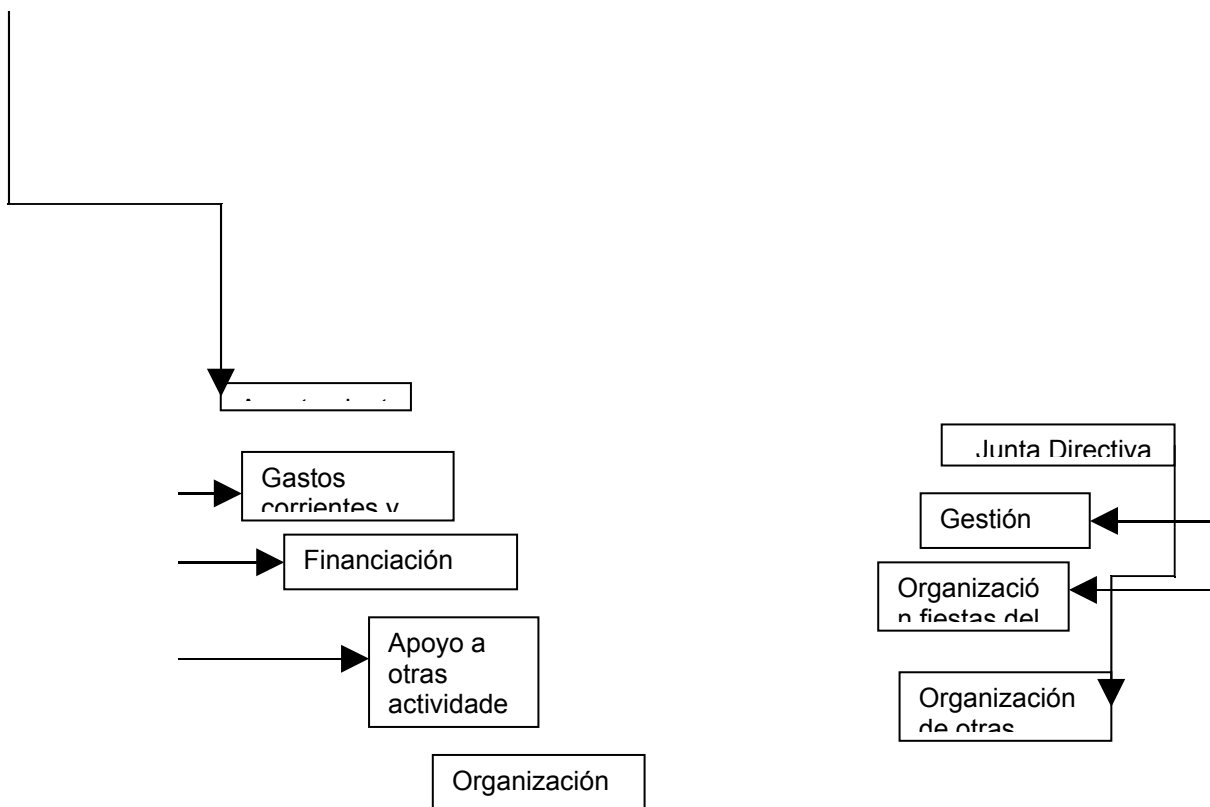 Gastos
corrientes y
Financiación
Apoyo a
otras
actividade
Organización
Junta Directiva
Gestión
Organizació
n fiestas del
Organización
de otras